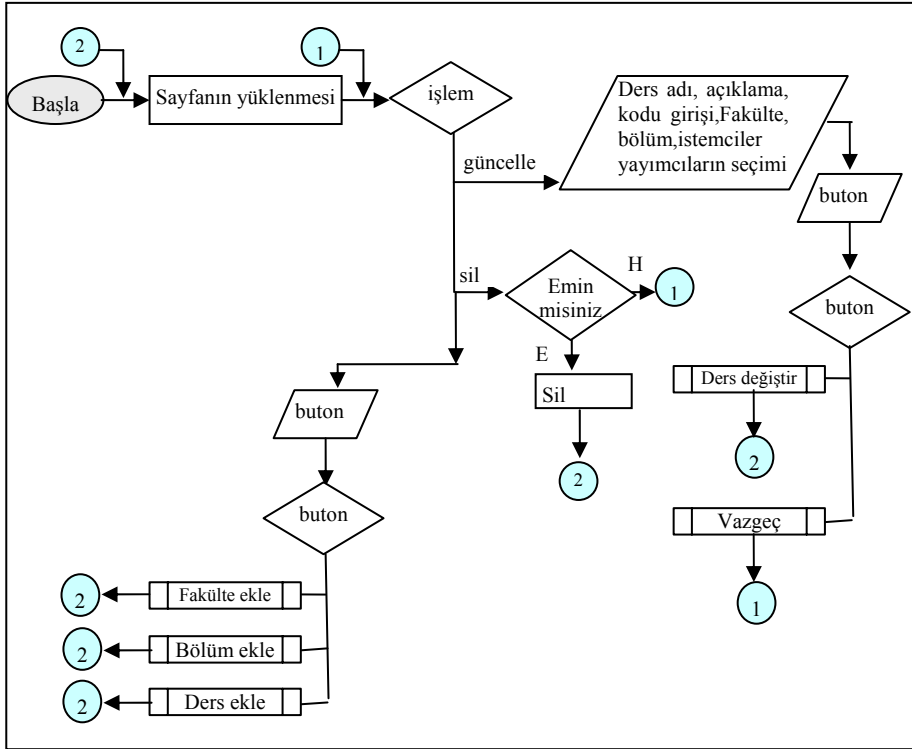 2
1
Başla
Sayfanın yüklenmesi
işlem
Ders adı, açıklama,
kodu girişi,Fakülte,
bölüm,istemciler
yayımcıların seçimi
güncelle
buton
sil
Emin
misiniz
H
1
buton
E
Sil
2
Ders değiştir
2
Vazgeç
1
buton
buton
Fakülte ekle
2
Bölüm ekle
2
Ders ekle
2